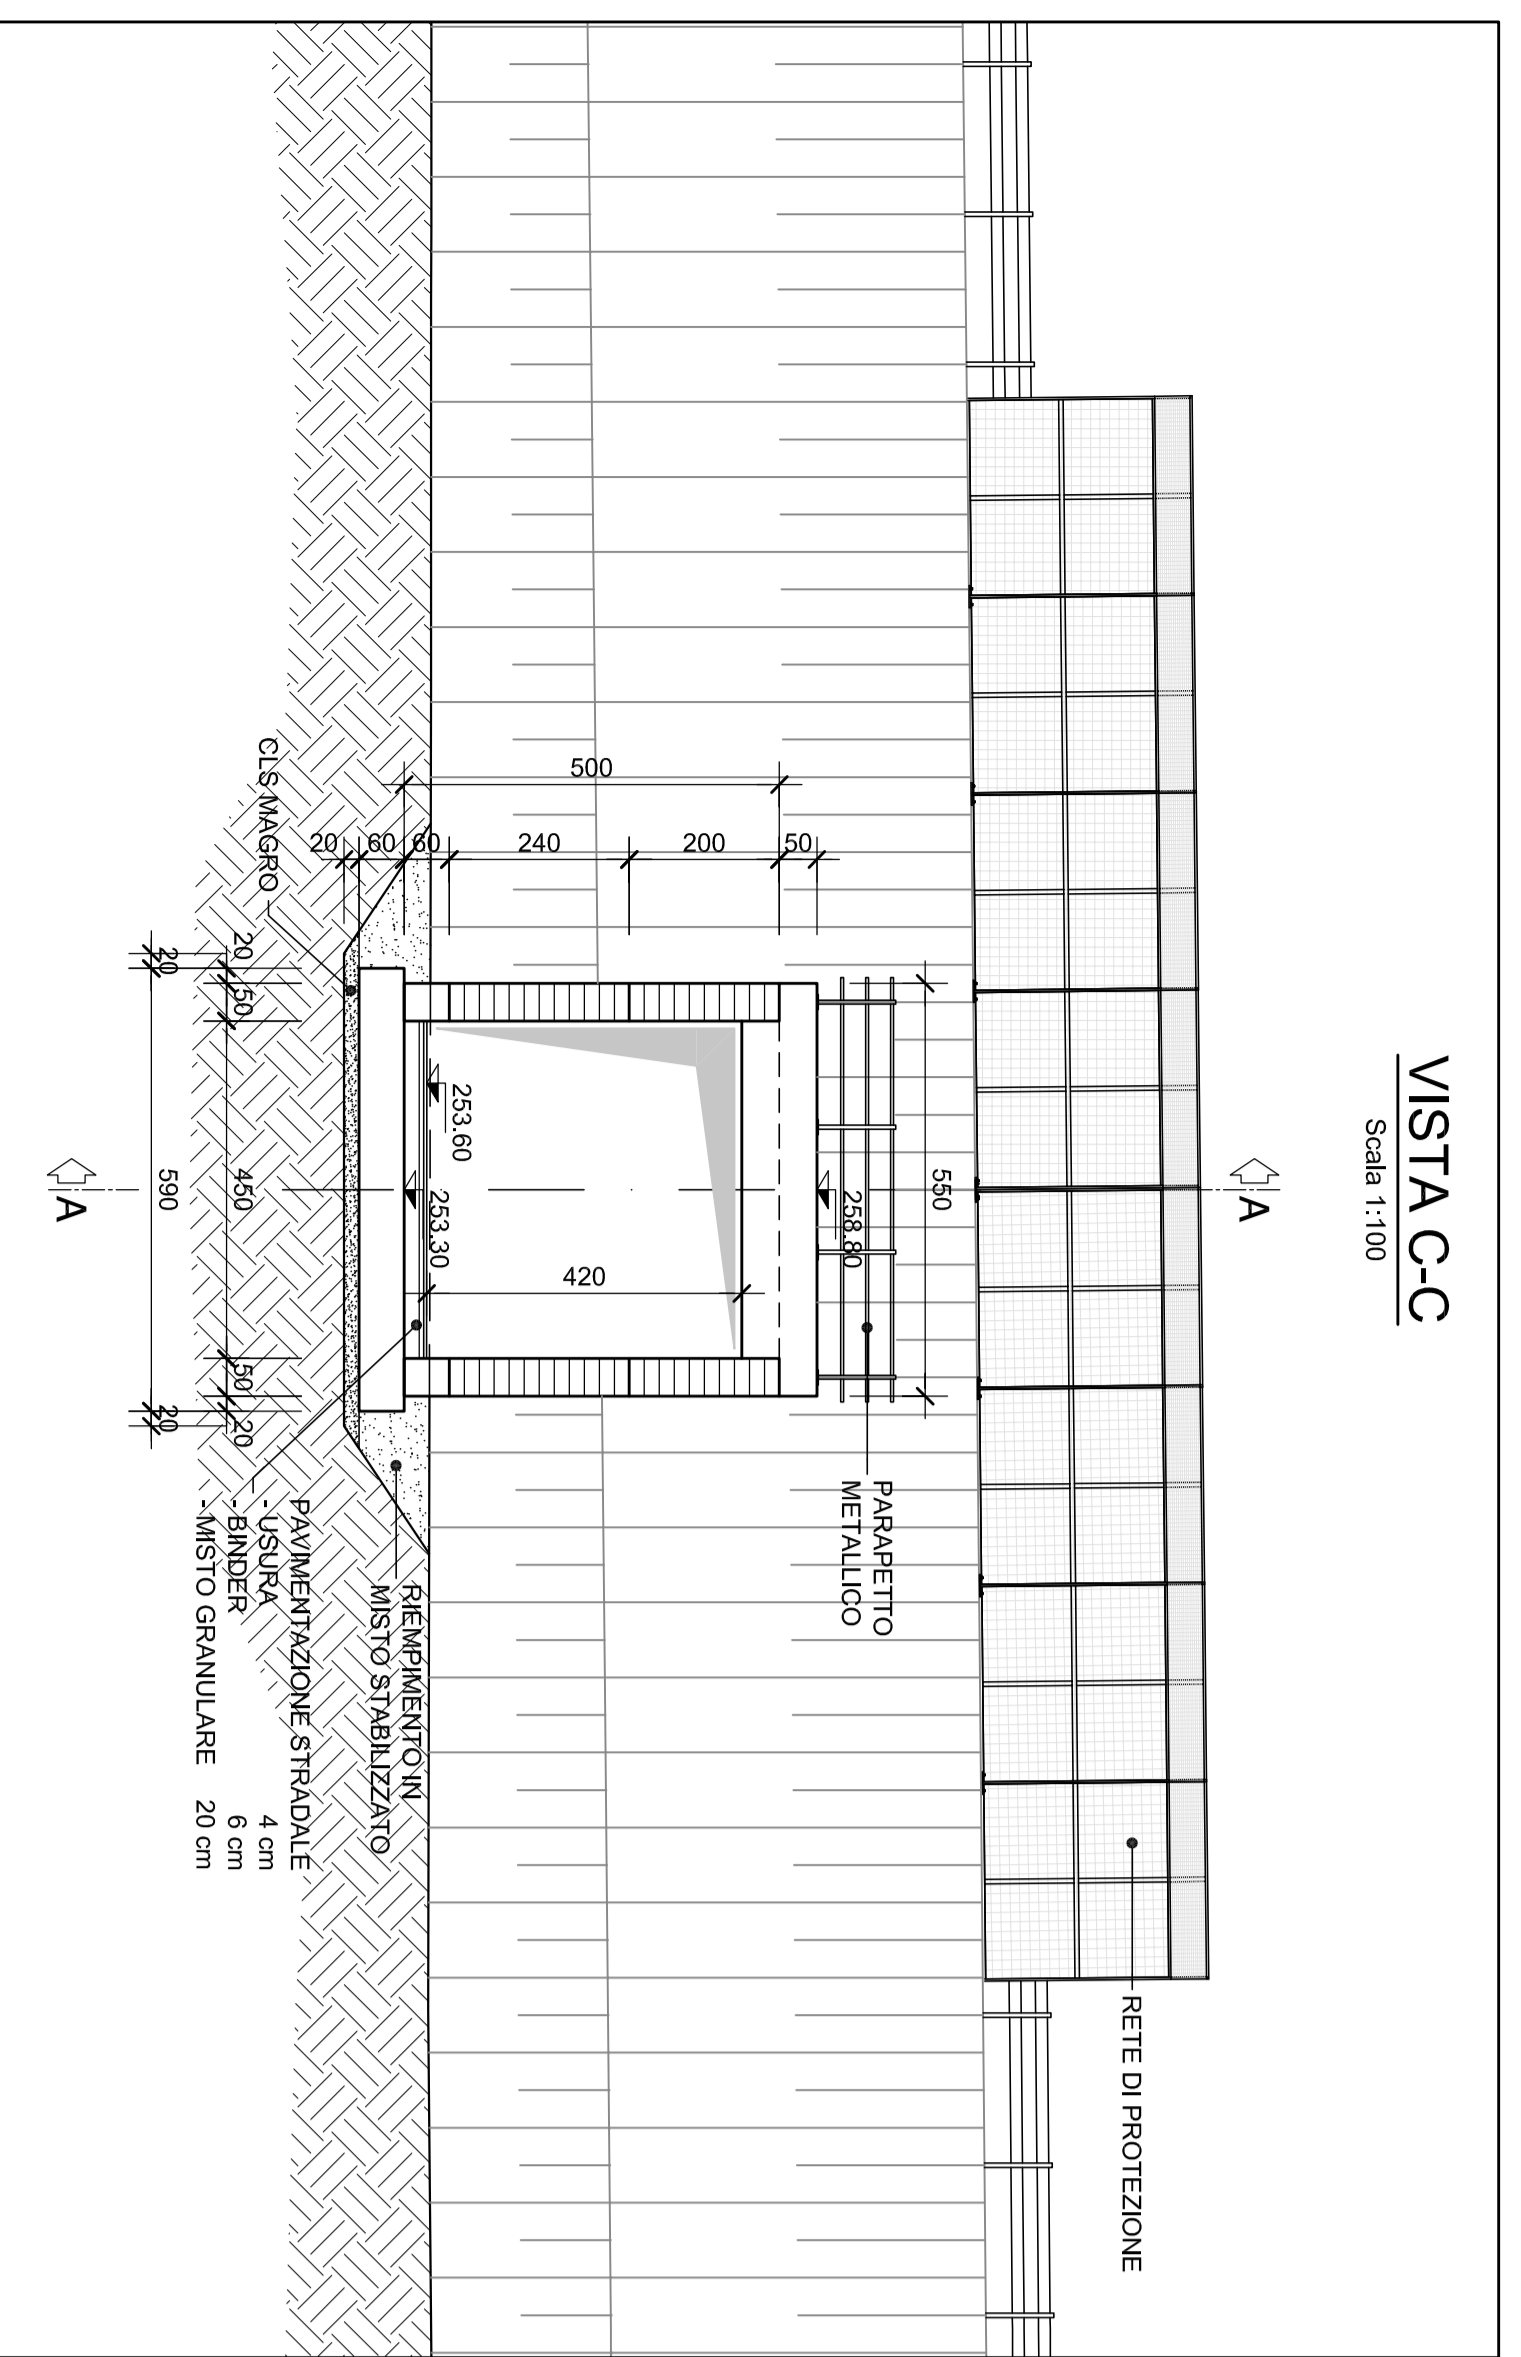 VISTA C-C
Scala 1:100
A
RETE DI PROTEZIONE
550
PARAPETTO
METALLICO
258.80
500
20
60
60
240
200
50
420
253.60
253.30
CLS MAGRO
RIEMPIMENTO IN
MISTO STABILIZZATO
PAVIMENTAZIONE STRADALE
- USURA 4 cm
- BINDER 6 cm
- MISTO GRANULARE 20 cm
20
50
450
50
20
20
590
20
A